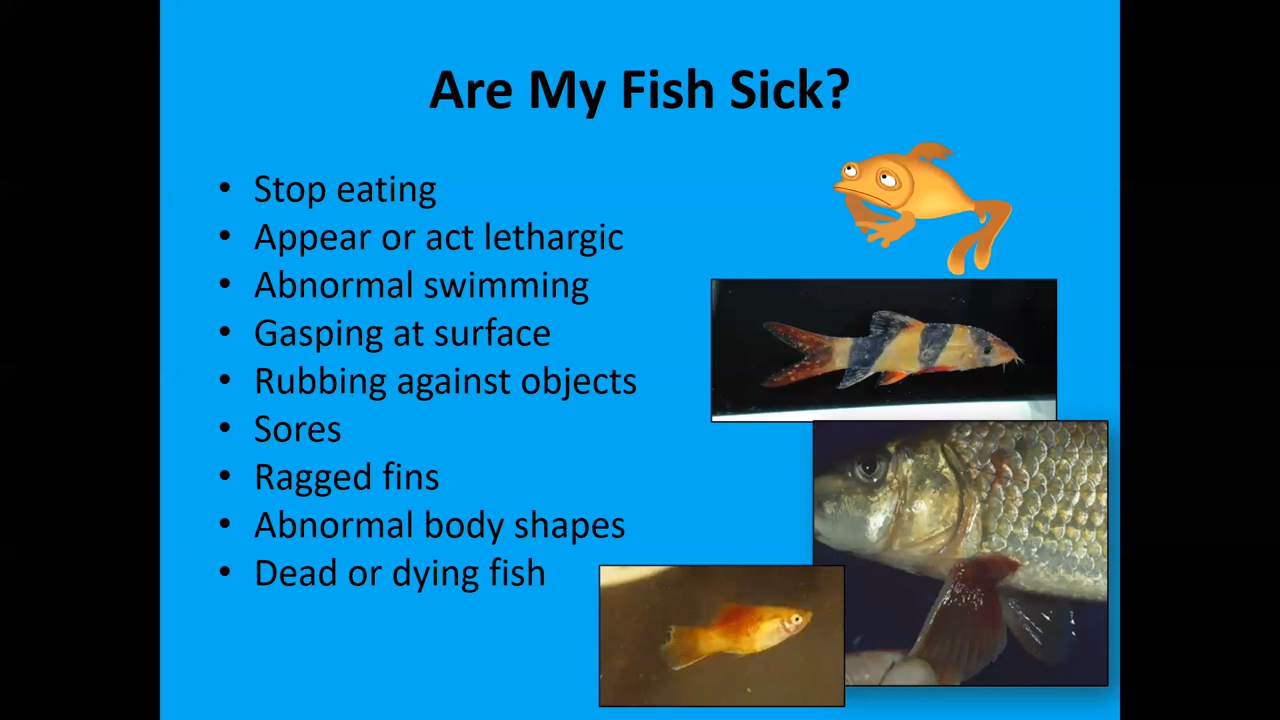 Are My Fish Sick?
• Stop eating
• Appear or act lethargic
• Abnormal swimming
• Gasping at surface
• Rubbing against objects
• Sores
• Ragged fins
• Abnormal body shapes
• Dead or dying fish